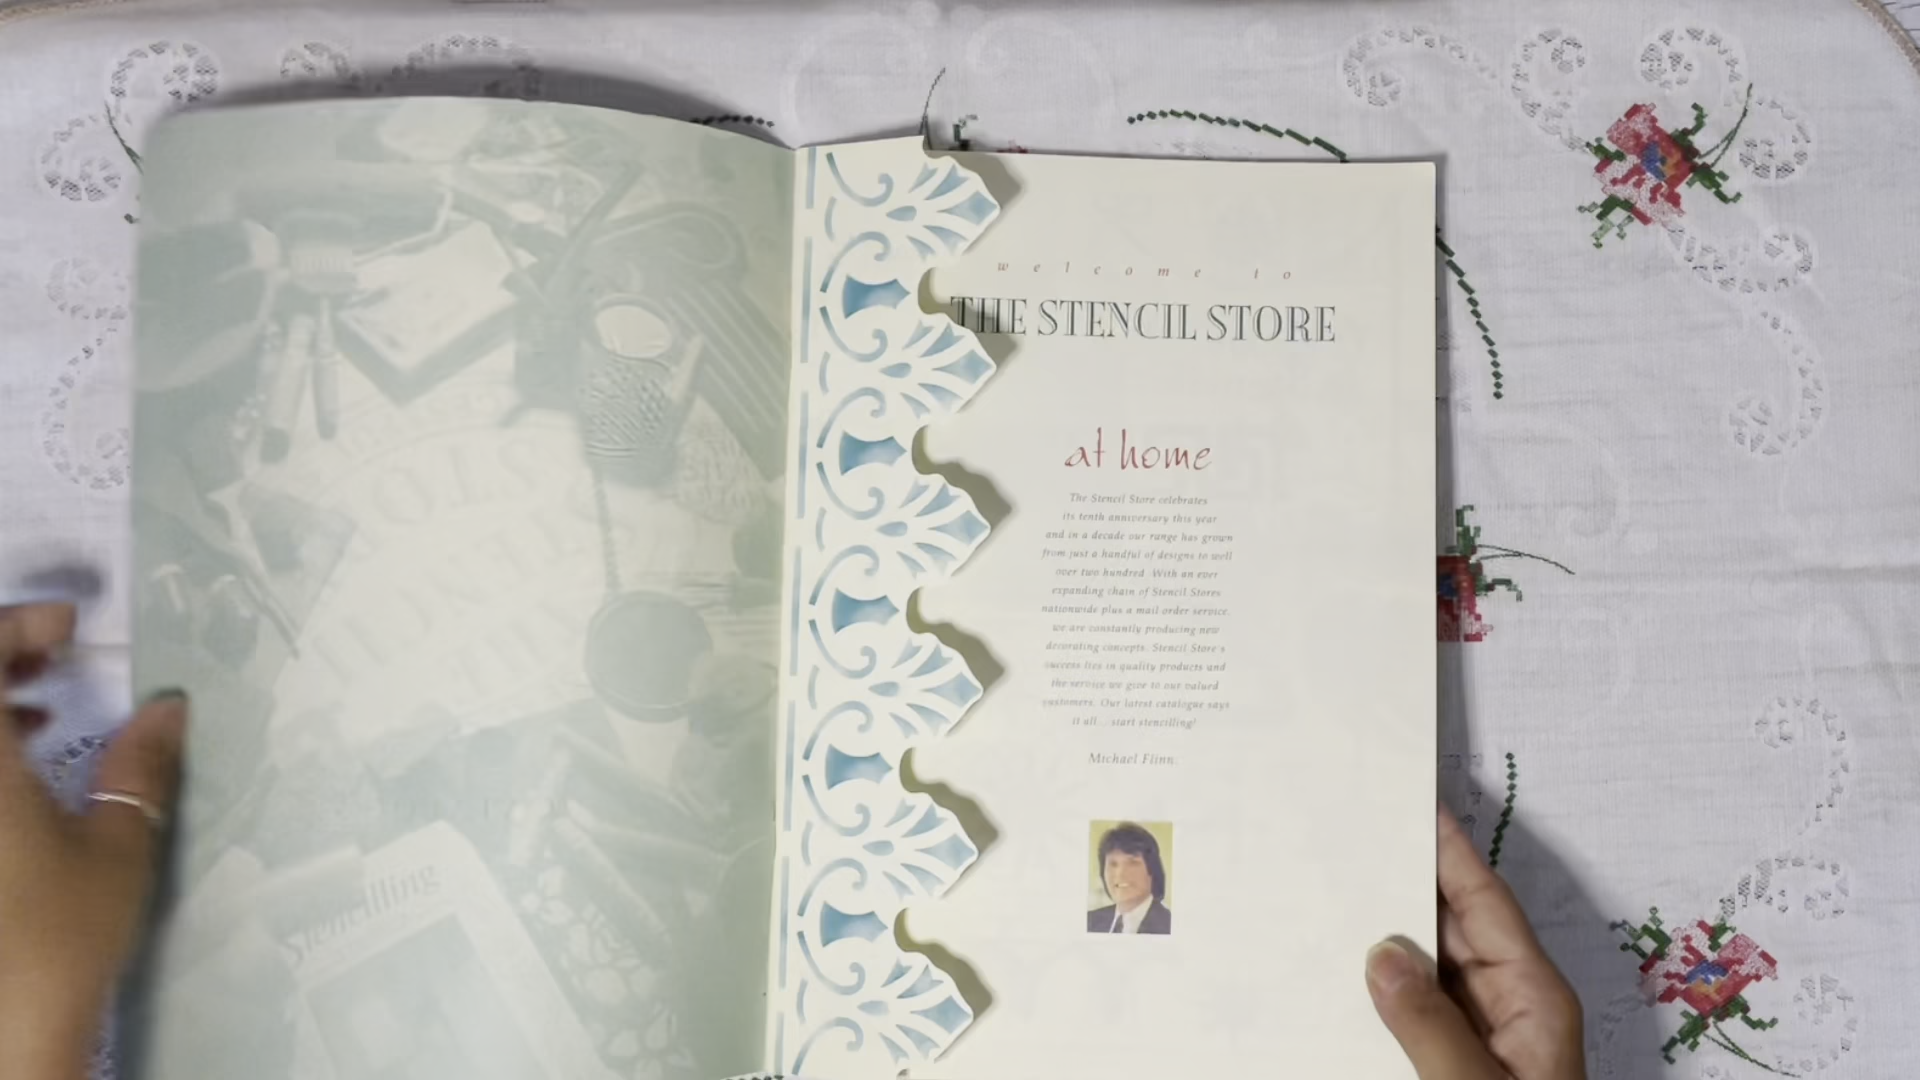 Stencilling
welcome to
THE STENCIL STORE
at home
The Stencil Store celebrates
its tenth anniversary this year
and in a decade our range has grown
from just a handful of designs to well
over two hundred. With an ever
expanding chain of Stencil Stores
nationwide plus a mail order service,
we are constantly producing new
decorating concepts. Stencil Store's
success lies in quality products and
the service we give to our valued
customers. Our latest catalogue says
it all... start stencilling!
Michael Flinn.